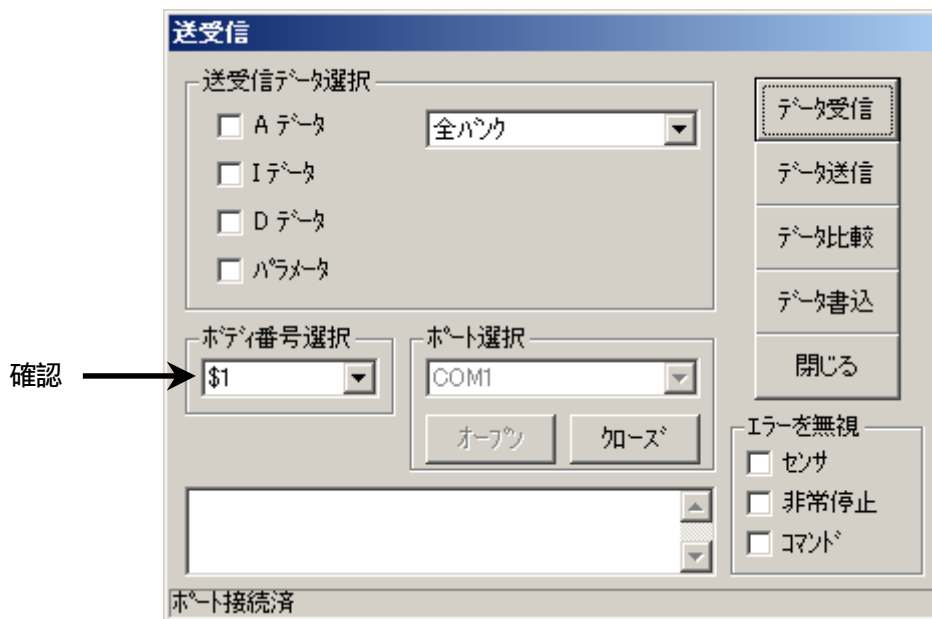 送受信
送受信データ選択
A データ
全バンク
I データ
D データ
パラメータ
データ受信
データ送信
データ比較
データ書込
閉じる
確認
ボディ番号選択
$1
ポート選択
COM1
オープン
クローズ
エラーを無視
センサ
非常停止
コマンド
ポート接続済